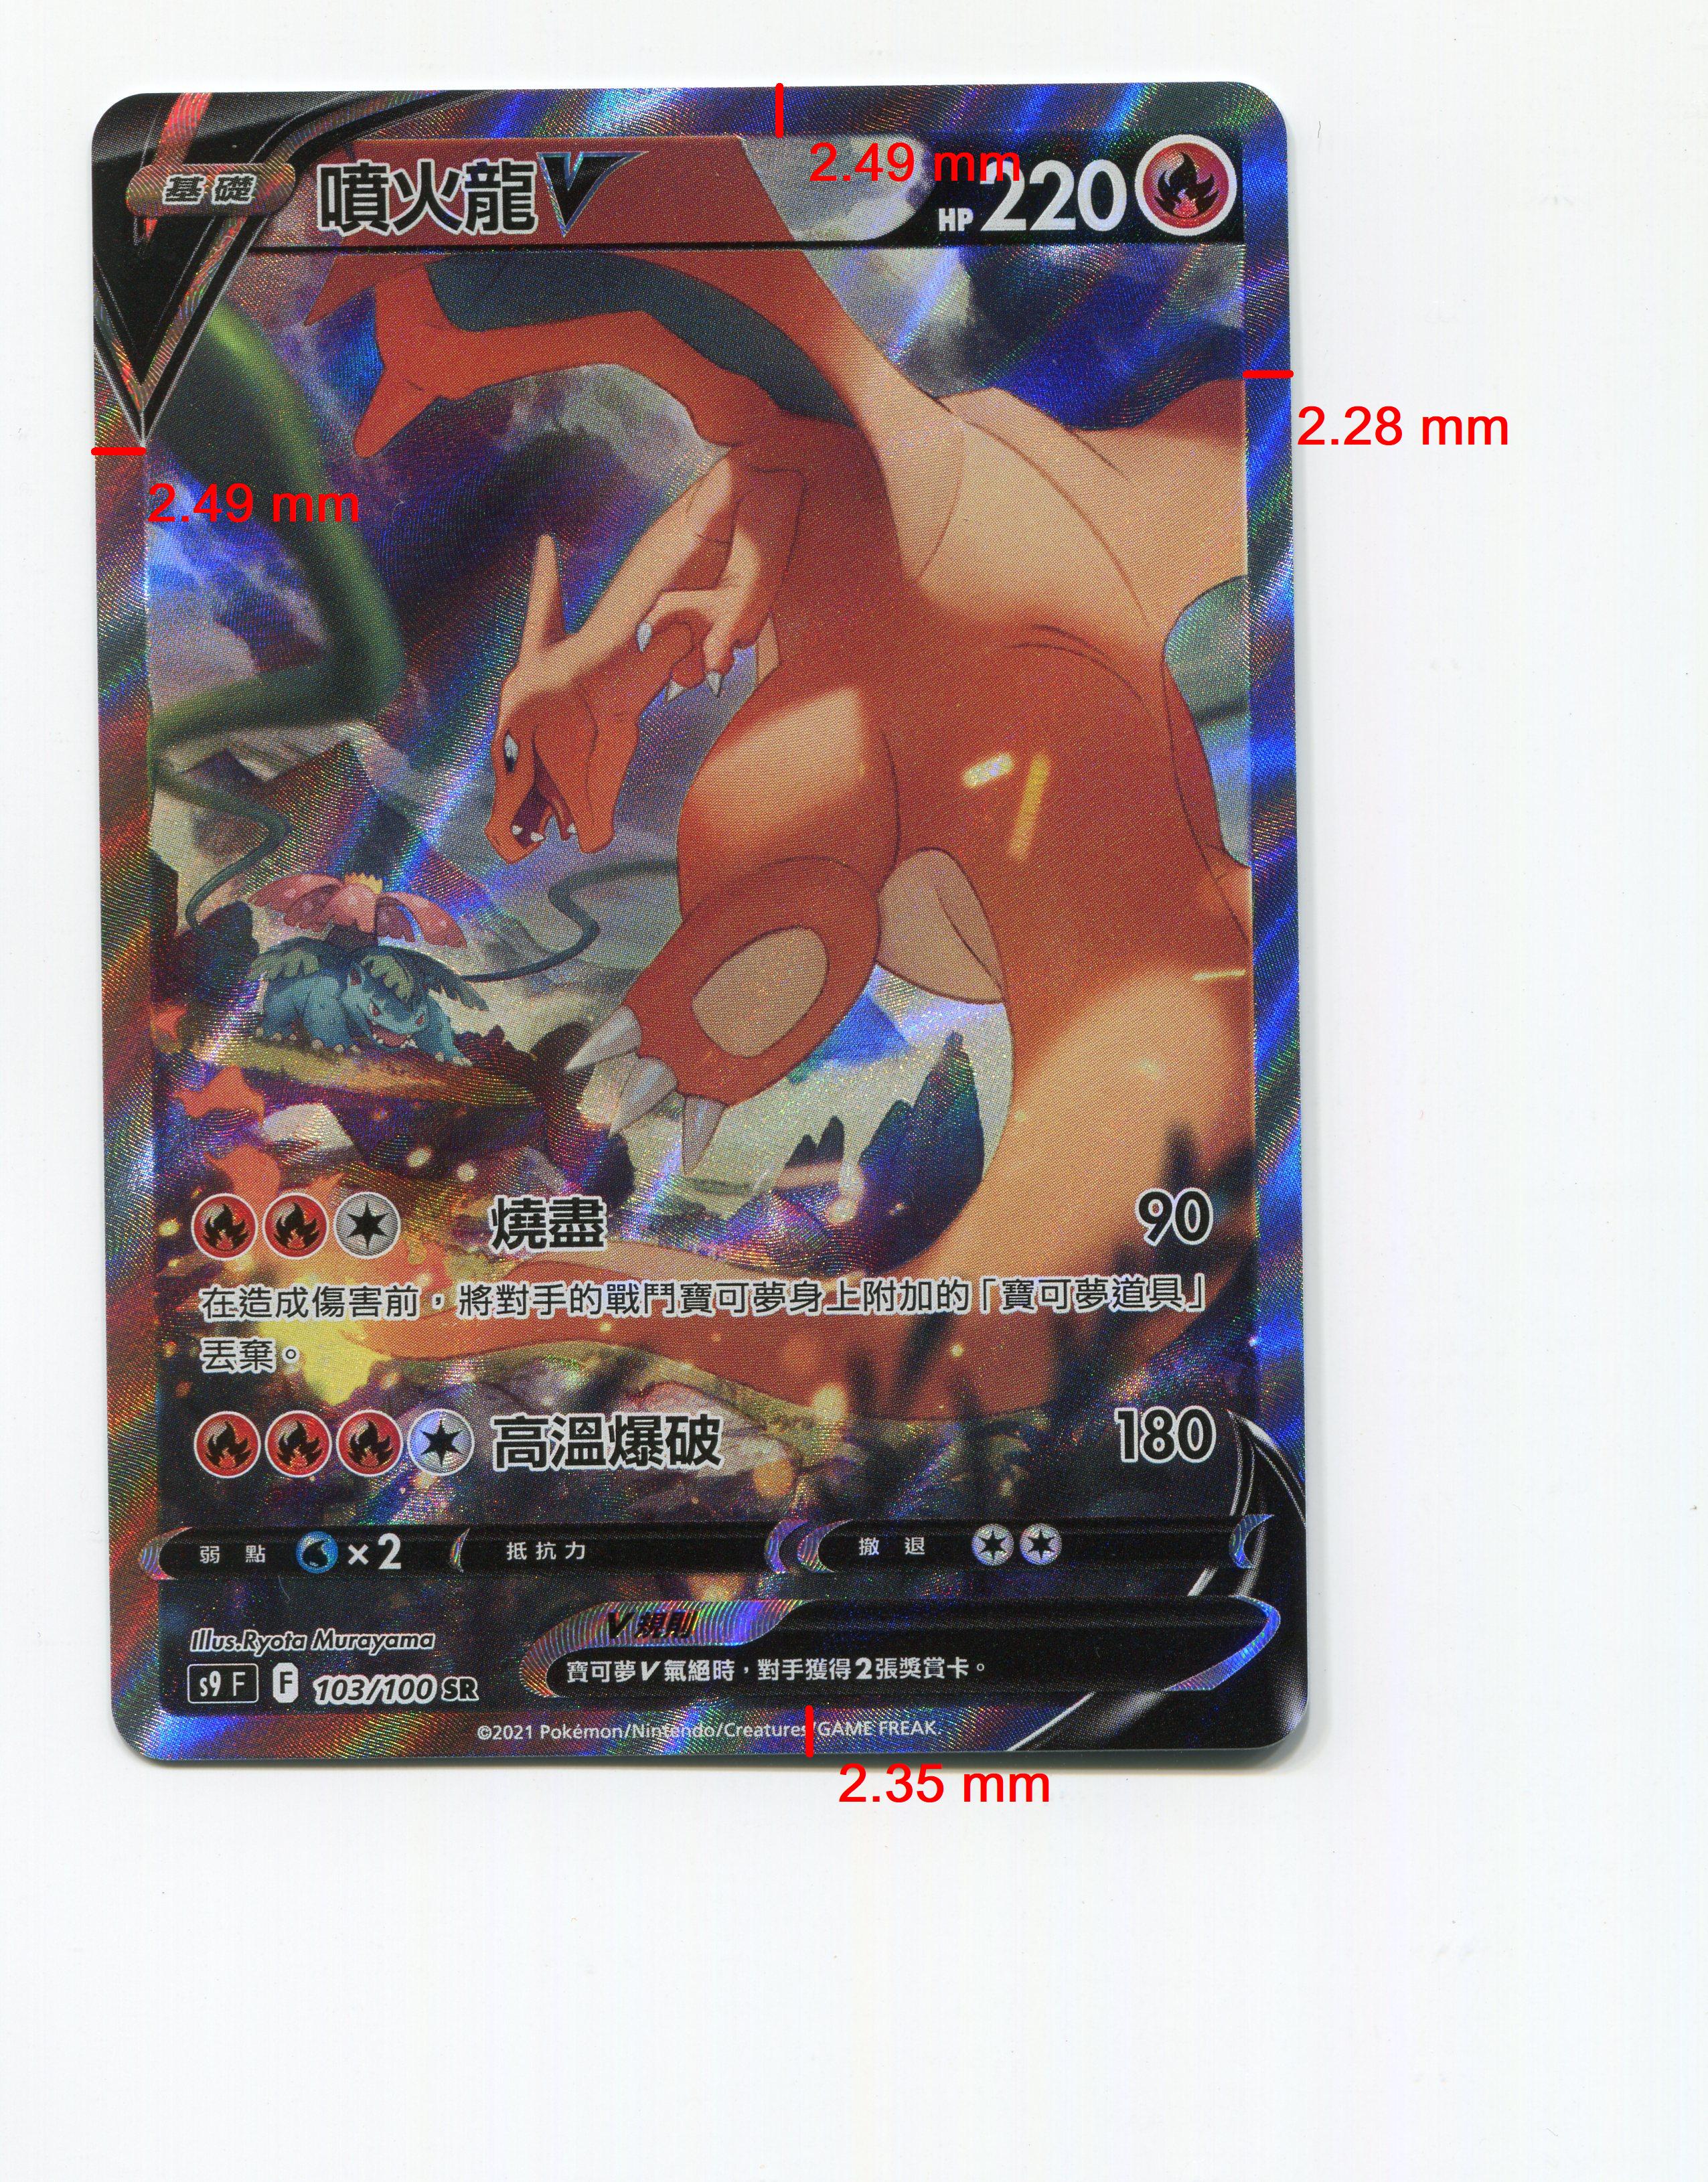 基礎
噴火龍V
HP 220
2.49 mm
2.28 mm
2.49 mm
燒盡 90
在造成傷害前，將對手的戰鬥寶可夢身上附加的「寶可夢道具」
丟棄。
高溫爆破 180
弱點 ×2 抵抗力 撤退
V規則
寶可夢V氣絕時，對手獲得2張獎賞卡。
Illus.Ryota Murayama
s9 F F 103/100 SR
©2021 Pokémon/Nintendo/Creatures/GAME FREAK.
2.35 mm